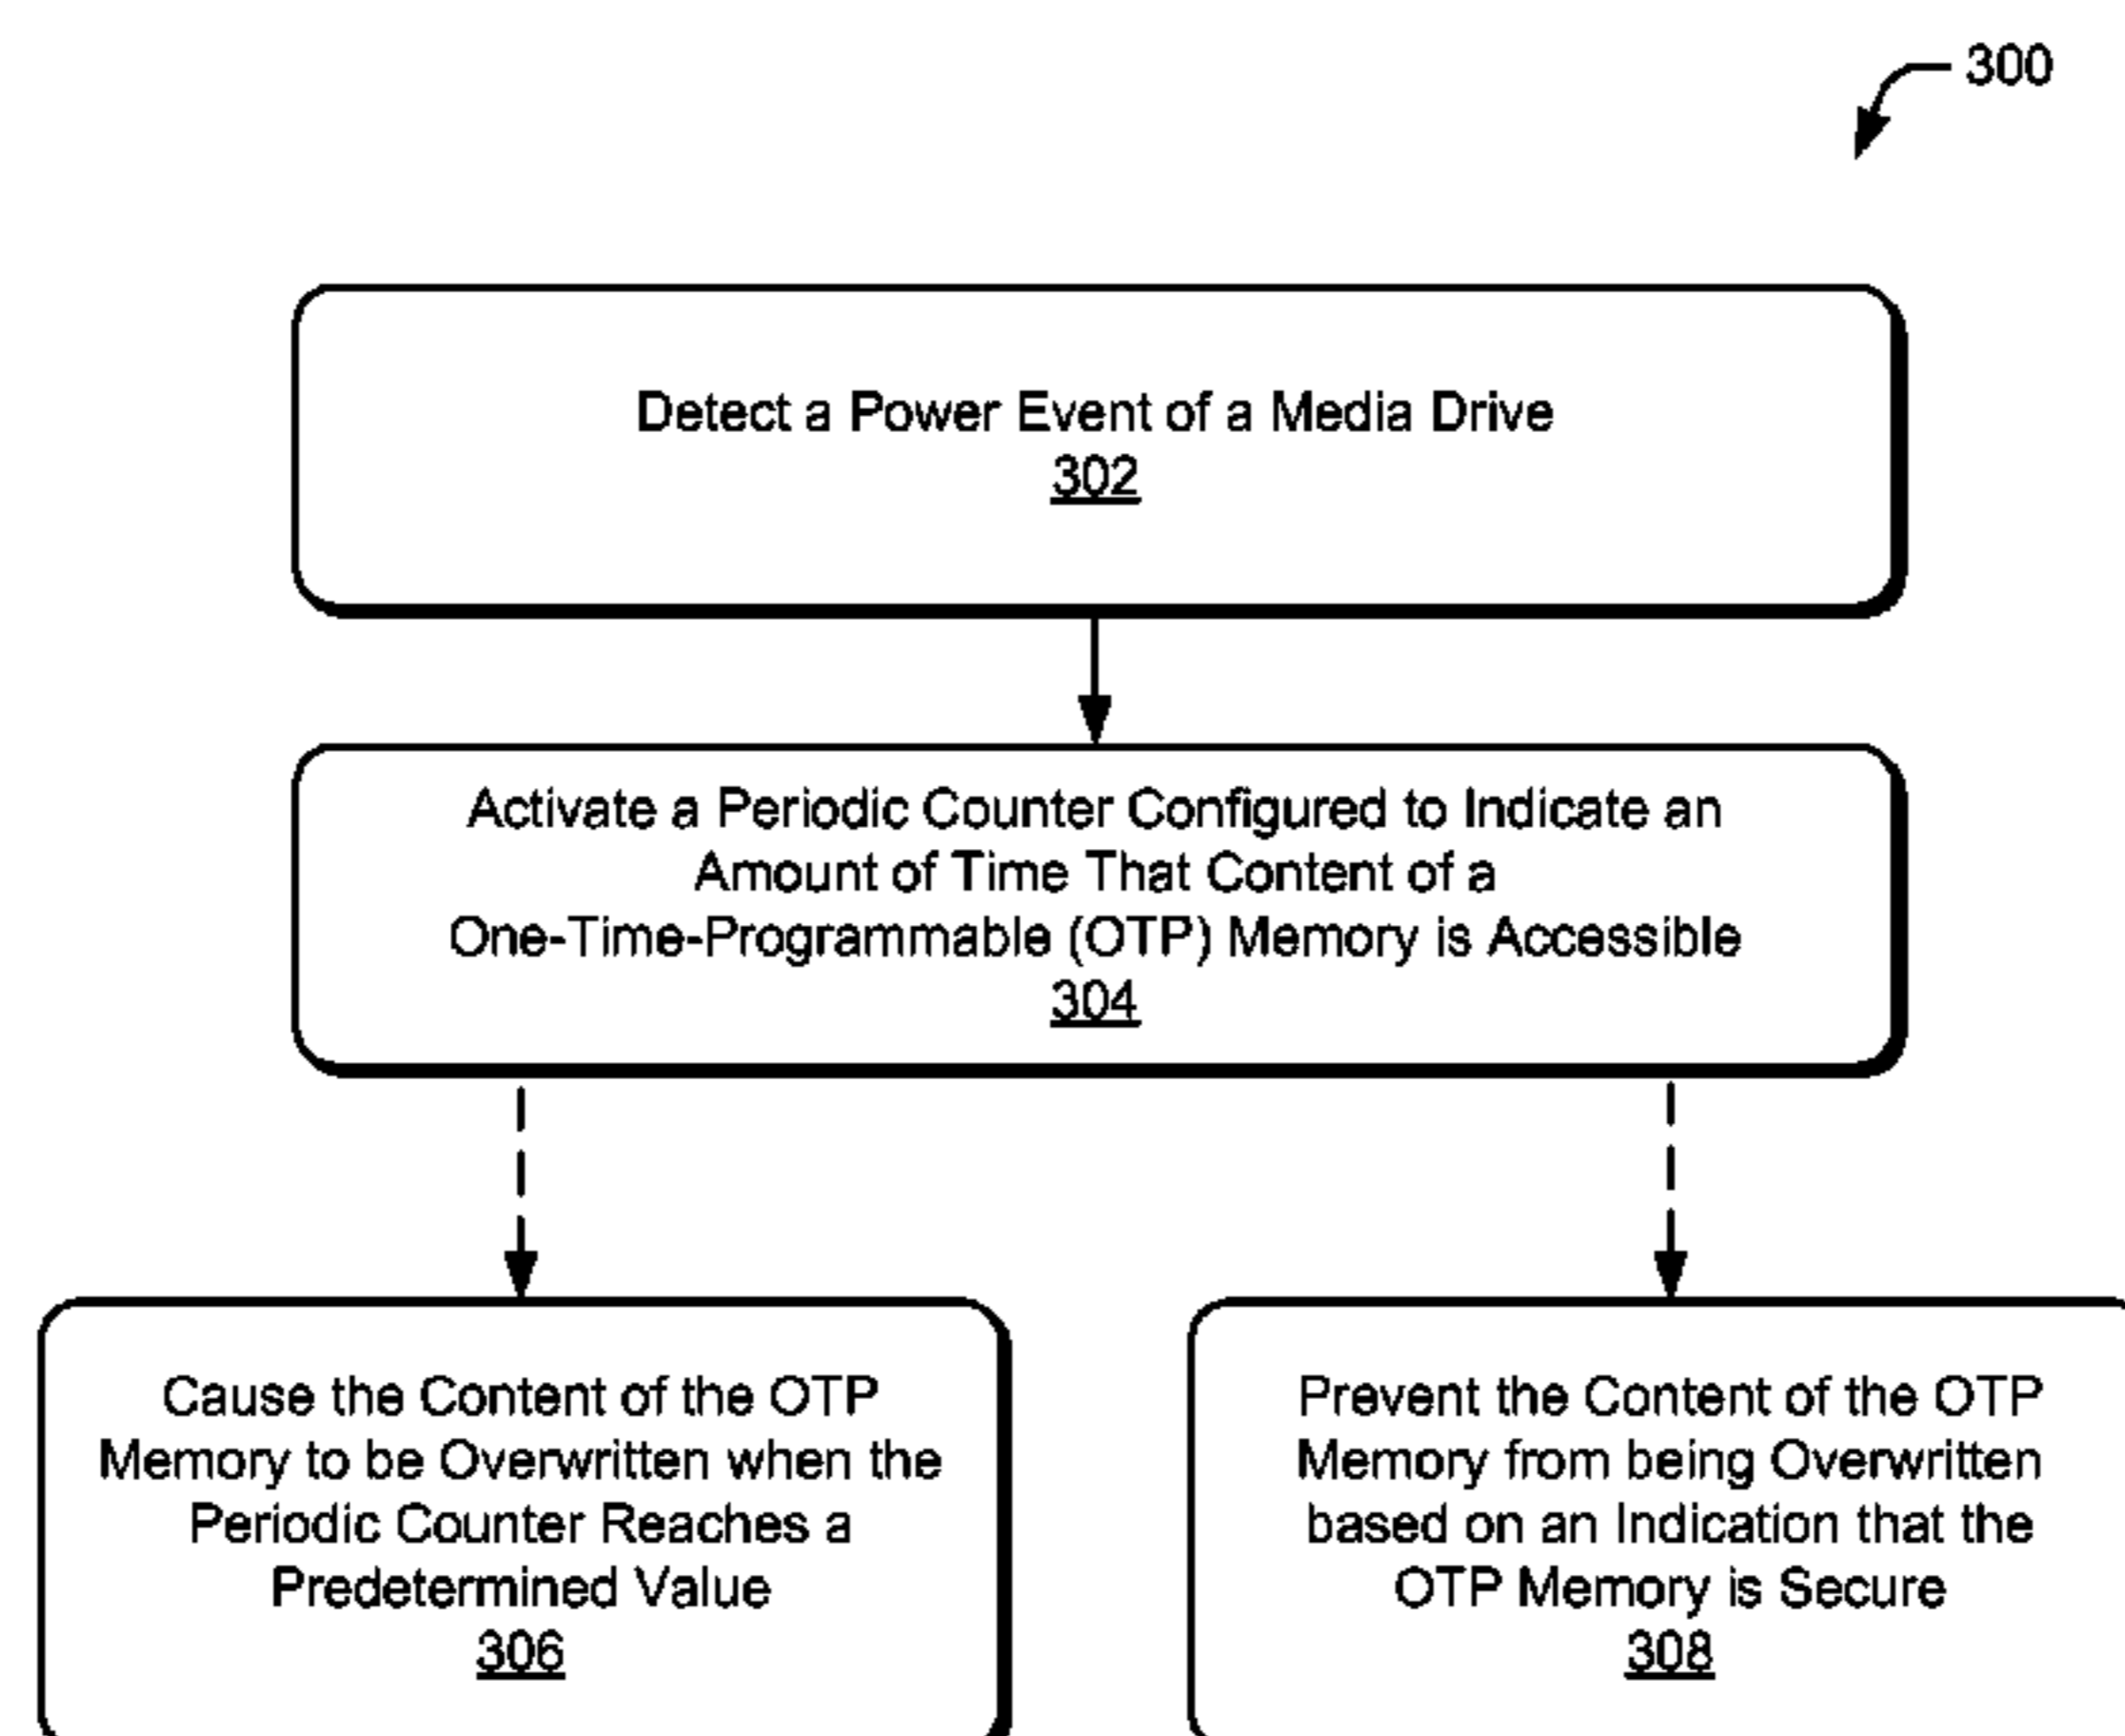 300
Detect a Power Event of a Media Drive
302
Activate a Periodic Counter Configured to Indicate an
Amount of Time That Content of a
One-Time-Programmable (OTP) Memory is Accessible
304
Cause the Content of the OTP
Memory to be Overwritten when the
Periodic Counter Reaches a
Predetermined Value
306
Prevent the Content of the OTP
Memory from being Overwritten
based on an Indication that the
OTP Memory is Secure
308